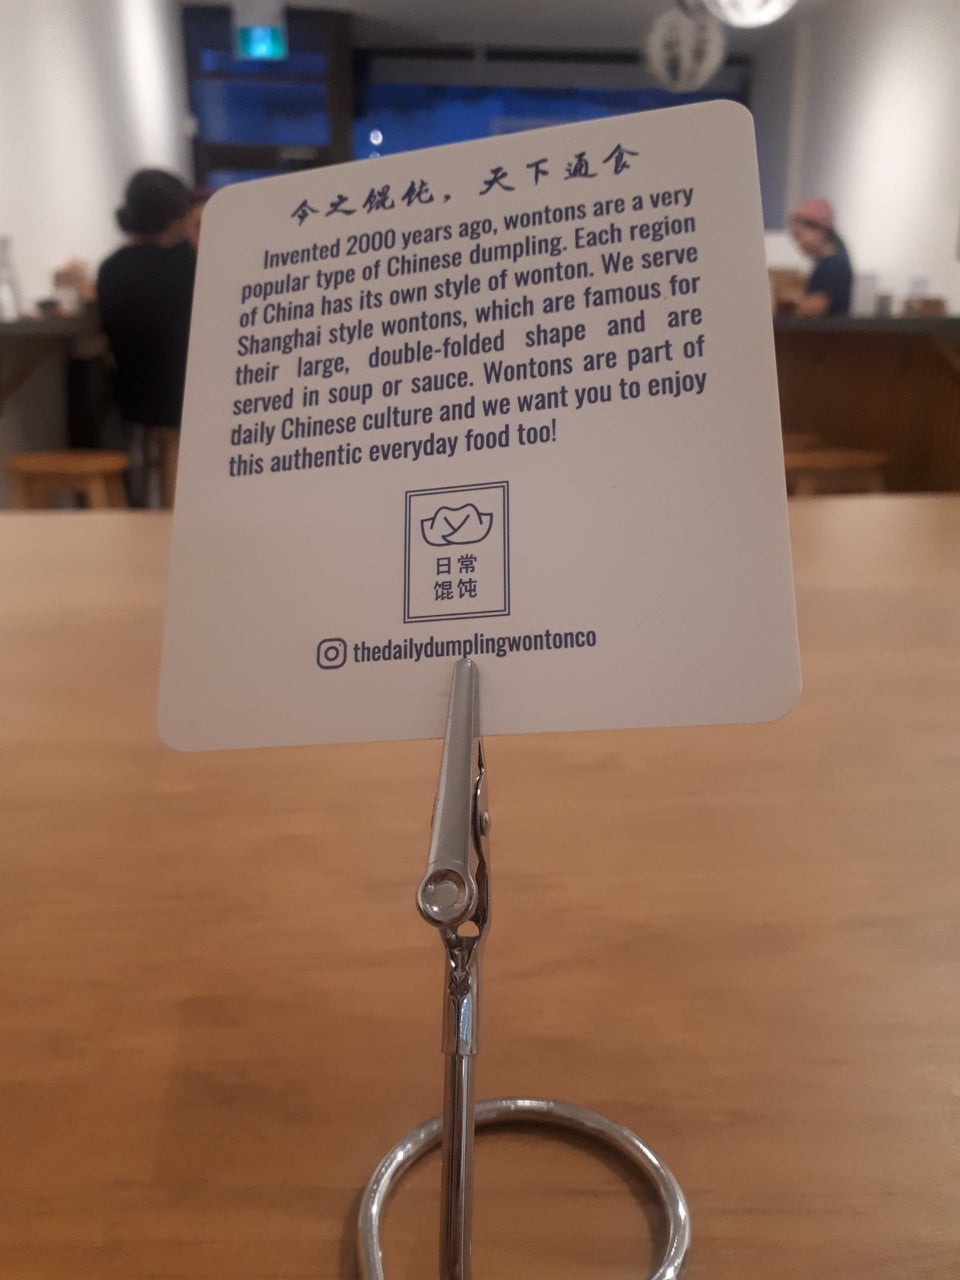 今之馄饨，天下通食
Invented 2000 years ago, wontons are a very
popular type of Chinese dumpling. Each region
of China has its own style of wonton. We serve
Shanghai style wontons, which are famous for
their large, double-folded shape and are
served in soup or sauce. Wontons are part of
daily Chinese culture and we want you to enjoy
this authentic everyday food too!
日常
馄饨
thedailydumplingwontonco